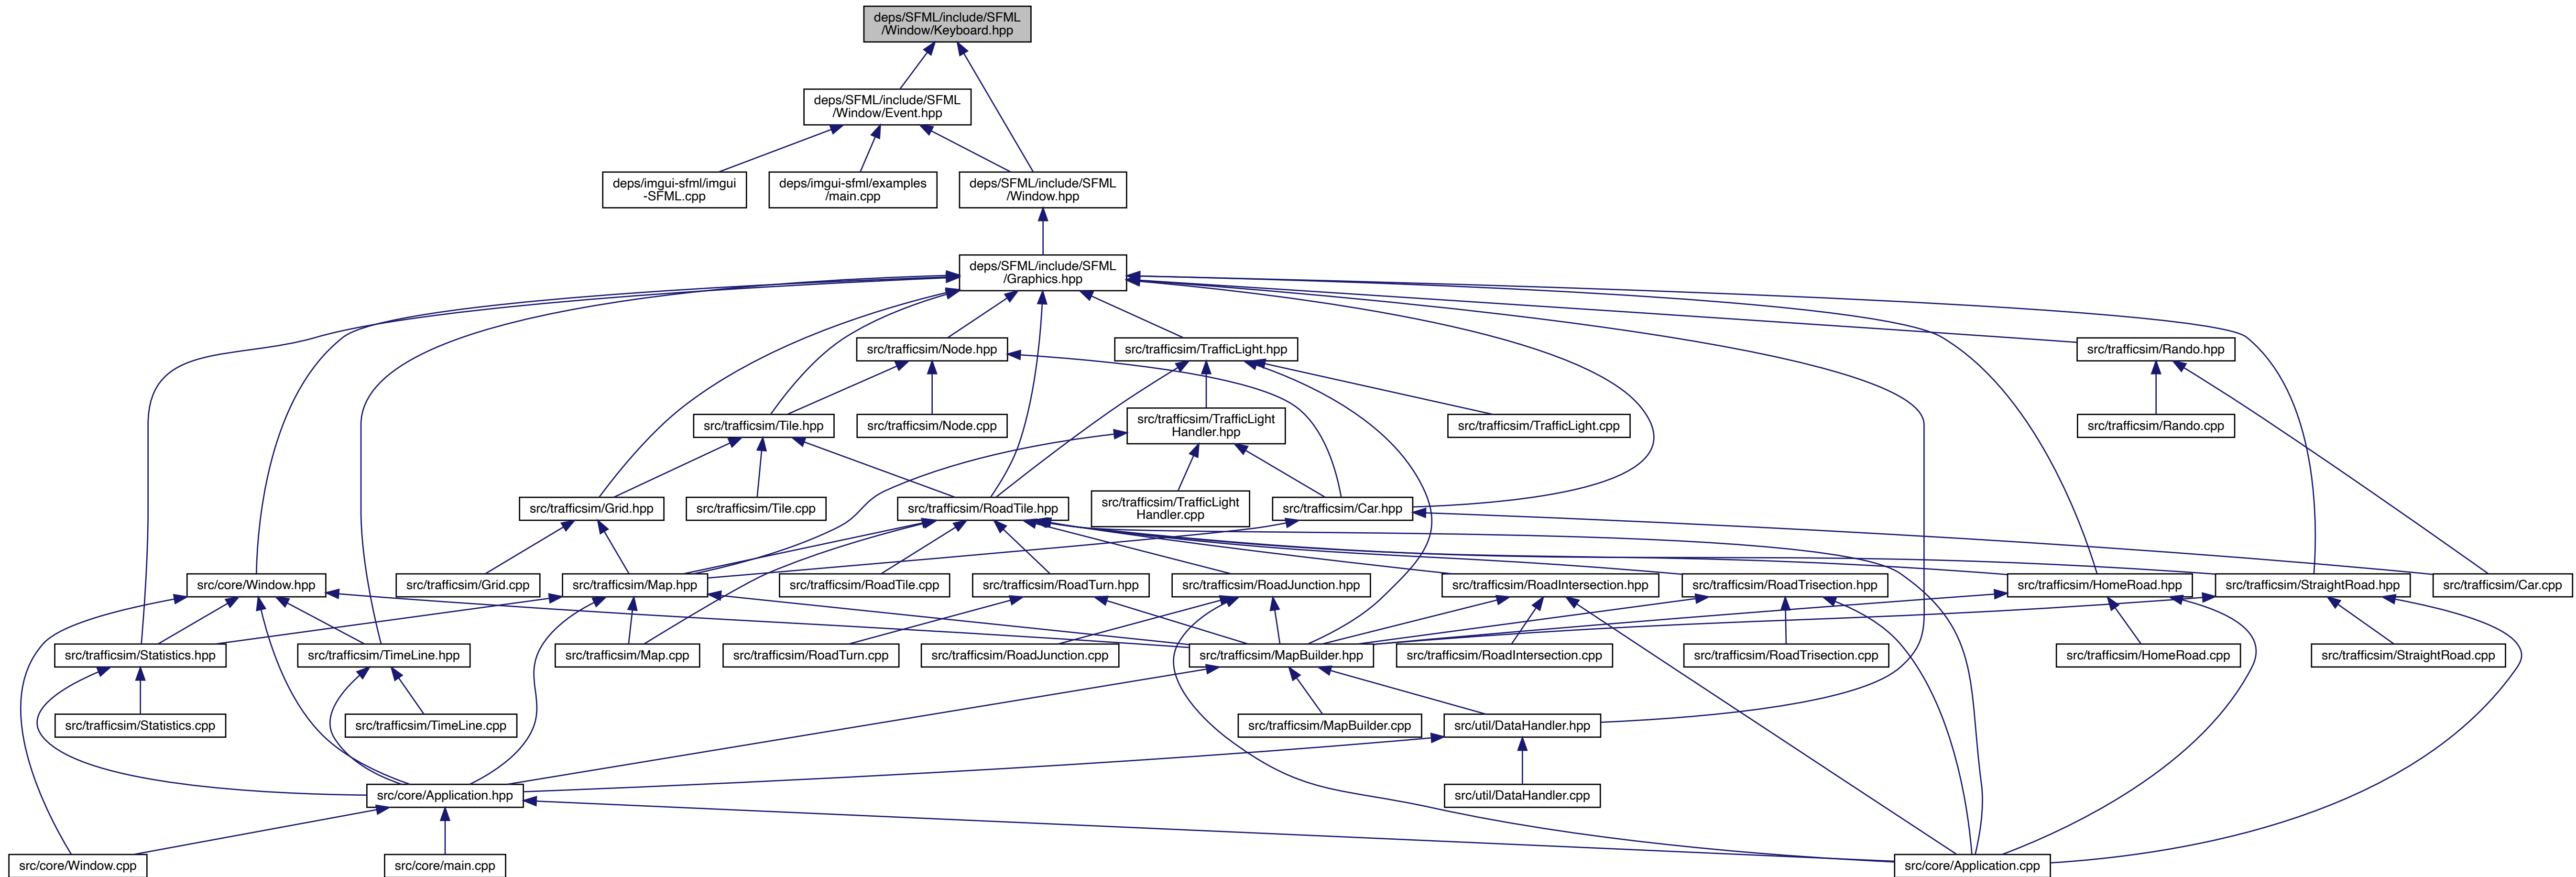 deps/SFML/include/SFML
/Window/Keyboard.hpp
deps/SFML/include/SFML
/Window/Event.hpp
deps/imgui-sfml/imgui
-SFML.cpp
deps/imgui-sfml/examples
/main.cpp
deps/SFML/include/SFML
/Window.hpp
deps/SFML/include/SFML
/Graphics.hpp
src/trafficsim/Node.hpp
src/trafficsim/TrafficLight.hpp
src/trafficsim/Rando.hpp
src/trafficsim/Tile.hpp
src/trafficsim/Node.cpp
src/trafficsim/TrafficLight
Handler.hpp
src/trafficsim/TrafficLight.cpp
src/trafficsim/Rando.cpp
src/trafficsim/Grid.hpp
src/trafficsim/Tile.cpp
src/trafficsim/RoadTile.hpp
src/trafficsim/TrafficLight
Handler.cpp
src/trafficsim/Car.hpp
src/core/Window.hpp
src/trafficsim/Grid.cpp
src/trafficsim/Map.hpp
src/trafficsim/RoadTile.cpp
src/trafficsim/RoadTurn.hpp
src/trafficsim/RoadJunction.hpp
src/trafficsim/RoadIntersection.hpp
src/trafficsim/RoadTrisection.hpp
src/trafficsim/HomeRoad.hpp
src/trafficsim/StraightRoad.hpp
src/trafficsim/Car.cpp
src/trafficsim/Statistics.hpp
src/trafficsim/TimeLine.hpp
src/trafficsim/Map.cpp
src/trafficsim/RoadTurn.cpp
src/trafficsim/RoadJunction.cpp
src/trafficsim/MapBuilder.hpp
src/trafficsim/RoadIntersection.cpp
src/trafficsim/RoadTrisection.cpp
src/trafficsim/HomeRoad.cpp
src/trafficsim/StraightRoad.cpp
src/trafficsim/Statistics.cpp
src/trafficsim/TimeLine.cpp
src/trafficsim/MapBuilder.cpp
src/util/DataHandler.hpp
src/core/Application.hpp
src/util/DataHandler.cpp
src/core/Window.cpp
src/core/main.cpp
src/core/Application.cpp